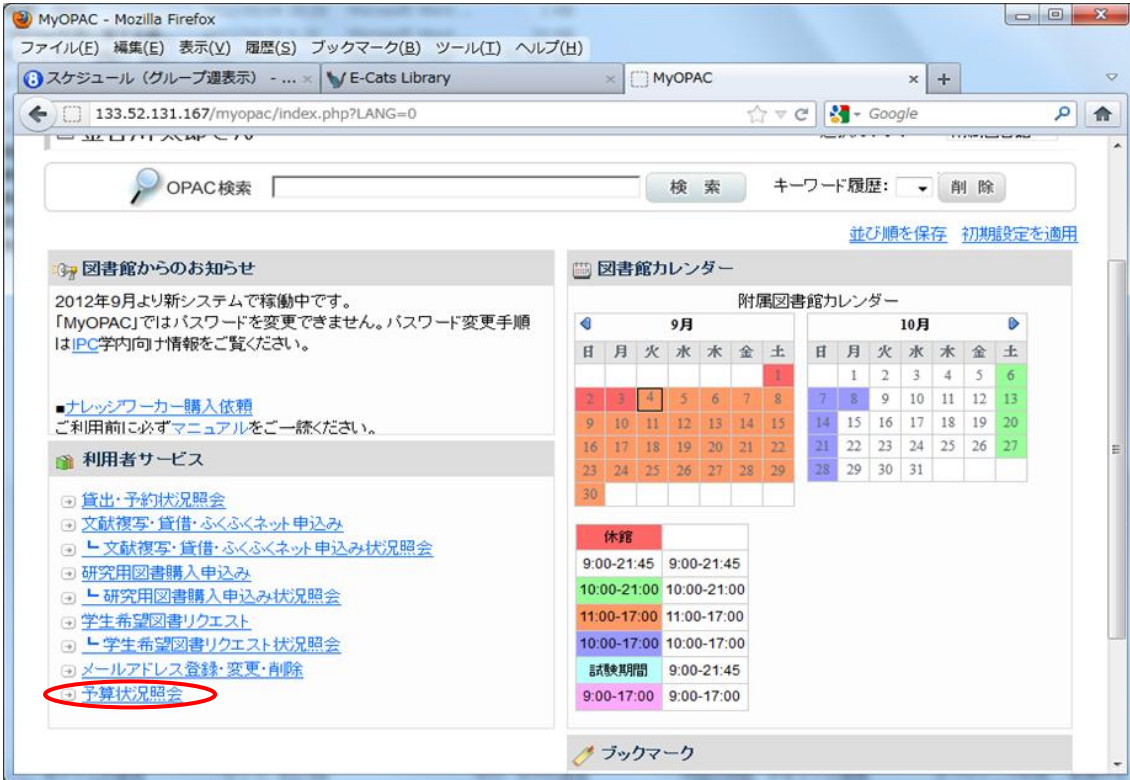 MyOPAC - Mozilla Firefox
ファイル(F) 編集(E) 表示(V) 履歴(S) ブックマーク(B) ツール(T) ヘルプ(H)
スケジュール（グループ週表示） - ... × E-Cats Library × MyOPAC × +
133.52.131.167/myopac/index.php?LANG=0 Google
OPAC検索 検 索 キーワード履歴: 削 除
並び順を保存 初期設定を適用
図書館からのお知らせ
2012年9月より新システムで稼働中です。
「MyOPAC」ではパスワードを変更できません。パスワード変更手順
はIPC学内向け情報をご覧ください。
■ナレッジワーカー購入依頼
ご利用前に必ずマニュアルをご一読ください。
利用者サービス
貸出・予約状況照会
文献複写・貸借・ふくふくネット申込み
┗文献複写・貸借・ふくふくネット申込み状況照会
研究用図書購入申込み
┗研究用図書購入申込み状況照会
学生希望図書リクエスト
┗学生希望図書リクエスト状況照会
メールアドレス登録・変更・削除
予算状況照会
図書館カレンダー
附属図書館カレンダー
9月
日 月 火 水 木 金 土
1
2 3 4 5 6 7 8
9 10 11 12 13 14 15
16 17 18 19 20 21 22
23 24 25 26 27 28 29
30
10月
日 月 火 水 木 金 土
1 2 3 4 5 6
7 8 9 10 11 12 13
14 15 16 17 18 19 20
21 22 23 24 25 26 27
28 29 30 31
休館
9:00-21:45 9:00-21:45
10:00-21:00 10:00-21:00
11:00-17:00 11:00-17:00
10:00-17:00 10:00-17:00
試験期間 9:00-21:45
9:00-17:00 9:00-17:00
ブックマーク